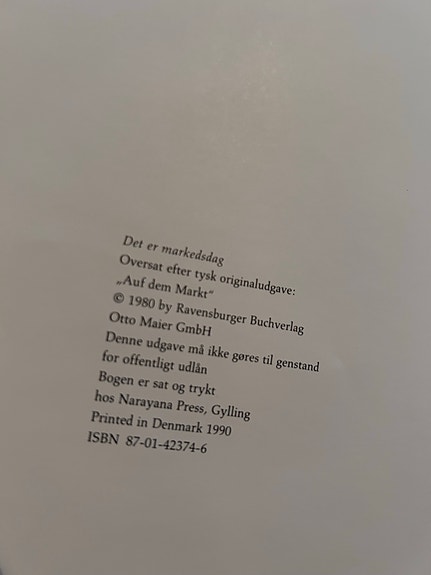 Det er markedsdag
Oversat efter tysk originaludgave:
„Auf dem Markt"
© 1980 by Ravensburger Buchverlag
Otto Maier GmbH
Denne udgave må ikke gøres til genstand
for offentligt udlån
Bogen er sat og trykt
hos Narayana Press, Gylling
Printed in Denmark 1990
ISBN 87-01-42374-6